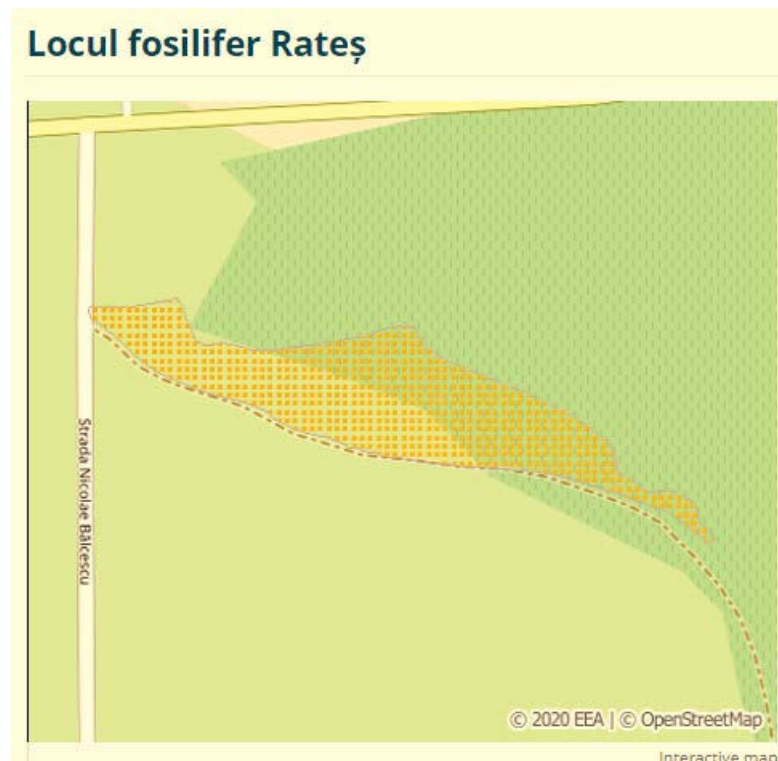 Locul fosilifer Rateș
Strada Nicolae Bălcescu
© 2020 EEA | © OpenStreetMap
Interactive map